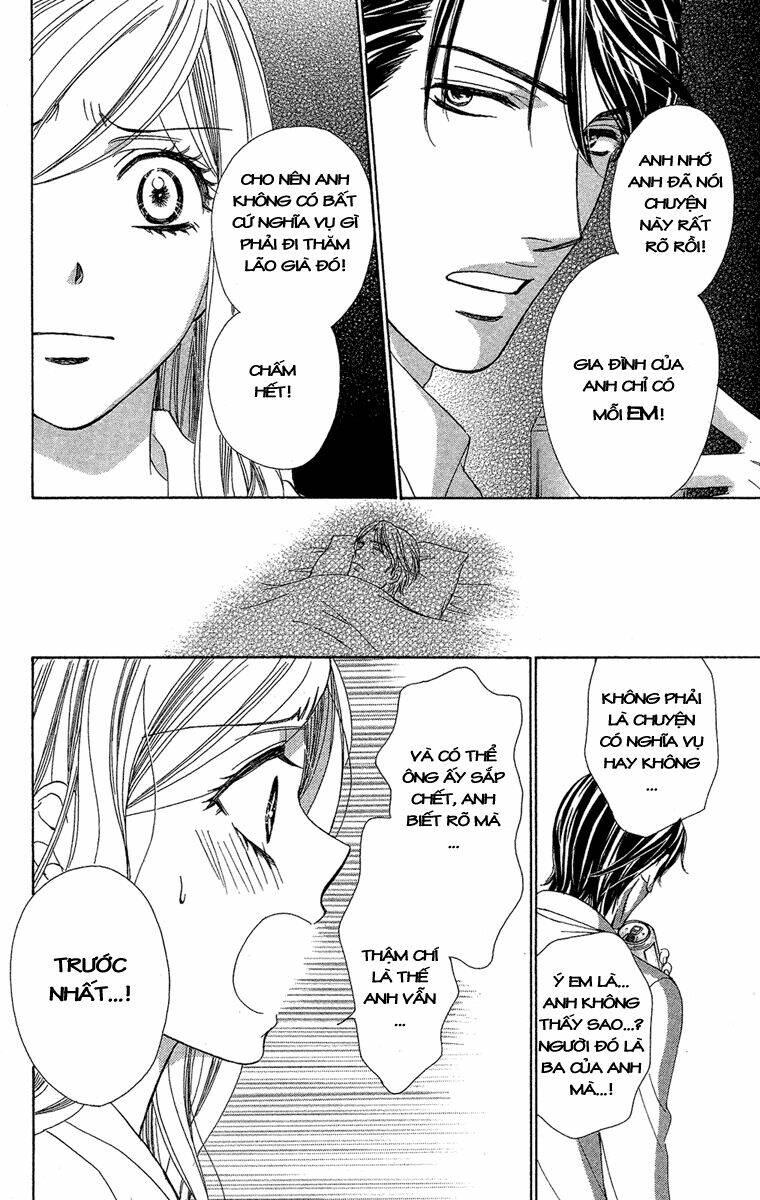 ANH NHỚ
ANH ĐÃ NÓI
CHUYỆN
NÀY RẤT
RÕ RỒI!
GIA ĐÌNH CỦA
ANH CHỈ CÓ
MỖI EM!
CHO NÊN ANH
KHÔNG CÓ BẤT
CỨ NGHĨA VỤ GÌ
PHẢI ĐI THĂM
LÃO GIÀ ĐÓ!
CHẤM
HẾT!
KHÔNG PHẢI
LÀ CHUYỆN
CÓ NGHĨA VỤ
HAY KHÔNG
...
Ý EM LÀ...
ANH KHÔNG
THẤY SAO...?
NGƯỜI ĐÓ LÀ
BA CỦA ANH
MÀ...!
VÀ CÓ THỂ
ÔNG ẤY SẮP
CHẾT, ANH
BIẾT RÕ MÀ
...
THẬM CHÍ
LÀ THẾ
ANH VẪN
...
TRƯỚC
NHẤT...!